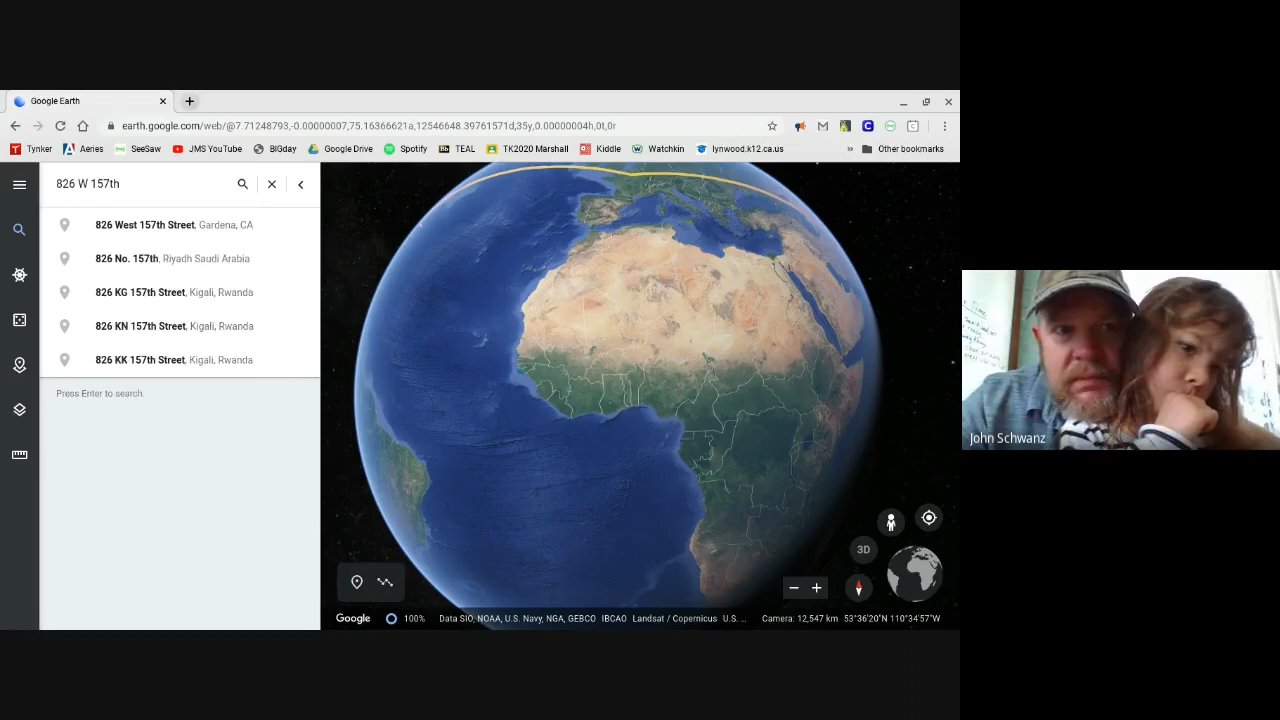 Google Earth
earth.google.com/web/@7.71248793,-0.00000007,75.16366621a,12546648.39761571d,35y,0.00000004h,0t,0r
Tynker Aeries SeeSaw JMS YouTube BIGday Google Drive Spotify TEAL TK2020 Marshall Kiddle Watchkin lynwood.k12.ca.us » Other bookmarks
826 W 157th
826 West 157th Street, Gardena, CA
826 No. 157th, Riyadh Saudi Arabia
826 KG 157th Street, Kigali, Rwanda
826 KN 157th Street, Kigali, Rwanda
826 KK 157th Street, Kigali, Rwanda
Press Enter to search.
3D
Google 100% Data SIO, NOAA, U.S. Navy, NGA, GEBCO IBCAO Landsat / Copernicus U.S. ... Camera: 12,547 km 53°36'20"N 110°34'57"W
John Schwanz